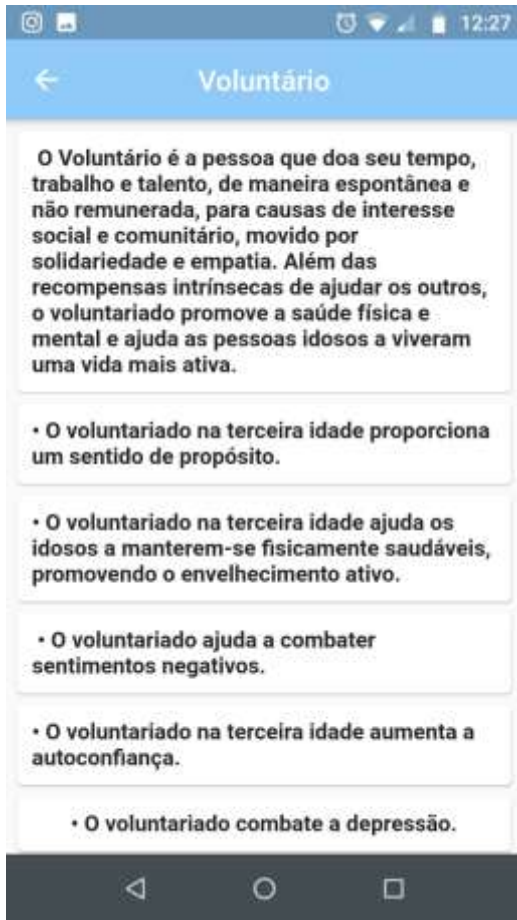 12:27
Voluntário
O Voluntário é a pessoa que doa seu tempo,
trabalho e talento, de maneira espontânea e
não remunerada, para causas de interesse
social e comunitário, movido por
solidariedade e empatia. Além das
recompensas intrínsecas de ajudar os outros,
o voluntariado promove a saúde física e
mental e ajuda as pessoas idosos a viveram
uma vida mais ativa.
• O voluntariado na terceira idade proporciona
um sentido de propósito.
• O voluntariado na terceira idade ajuda os
idosos a manterem-se fisicamente saudáveis,
promovendo o envelhecimento ativo.
• O voluntariado ajuda a combater
sentimentos negativos.
• O voluntariado na terceira idade aumenta a
autoconfiança.
• O voluntariado combate a depressão.